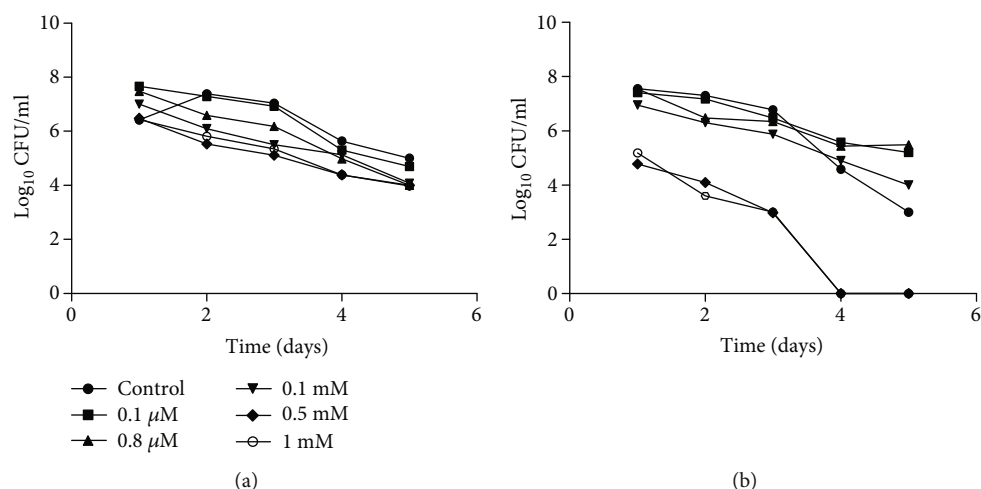 10
8
6
4
2
0
Log₁₀ CFU/ml
0 2 4 6
Time (days)
10
8
6
4
2
0
Log₁₀ CFU/ml
0 2 4 6
Time (days)
Control
0.1 μM
0.8 μM
0.1 mM
0.5 mM
1 mM
(a)
(b)